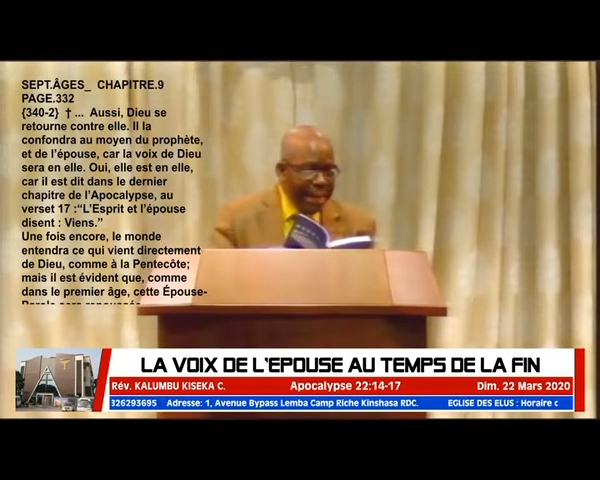 SEPT.ÂGES_ CHAPITRE.9
PAGE.332
{340-2} † ... Aussi, Dieu se
retourne contre elle. Il la
confondra au moyen du prophète,
et de l'épouse, car la voix de Dieu
sera en elle. Oui, elle est en elle,
car il est dit dans le dernier
chapitre de l'Apocalypse, au
verset 17 :“L'Esprit et l'épouse
disent : Viens.”
Une fois encore, le monde
entendra ce qui vient directement
de Dieu, comme à la Pentecôte;
mais il est évident que, comme
dans le premier âge, cette Épouse-
LA VOIX DE L'EPOUSE AU TEMPS DE LA FIN
Rév. KALUMBU KISEKA C. Apocalypse 22:14-17 Dim. 22 Mars 2020
326293695 Adresse: 1, Avenue Bypass Lemba Camp Riche Kinshasa RDC. EGLISE DES ELUS : Horaire c